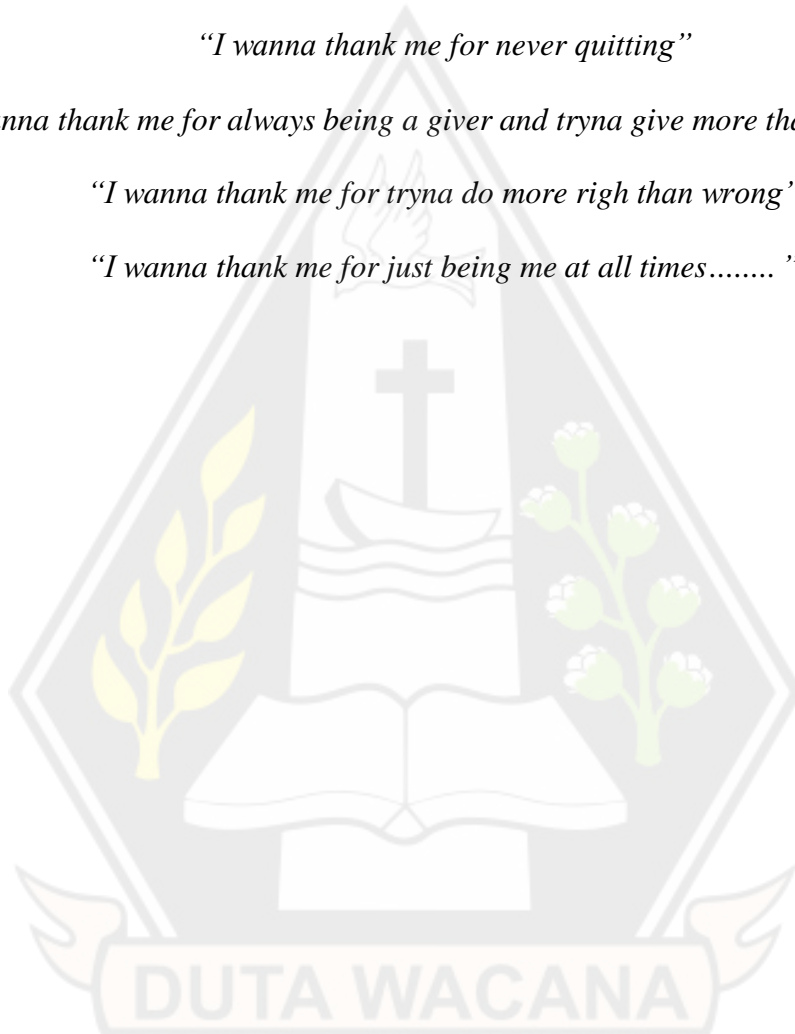 “I wanna thank me for never quitting”
anna thank me for always being a giver and tryna give more tha
“I wanna thank me for tryna do more righ than wrong”
“I wanna thank me for just being me at all times........ ”
DUTA WACANA